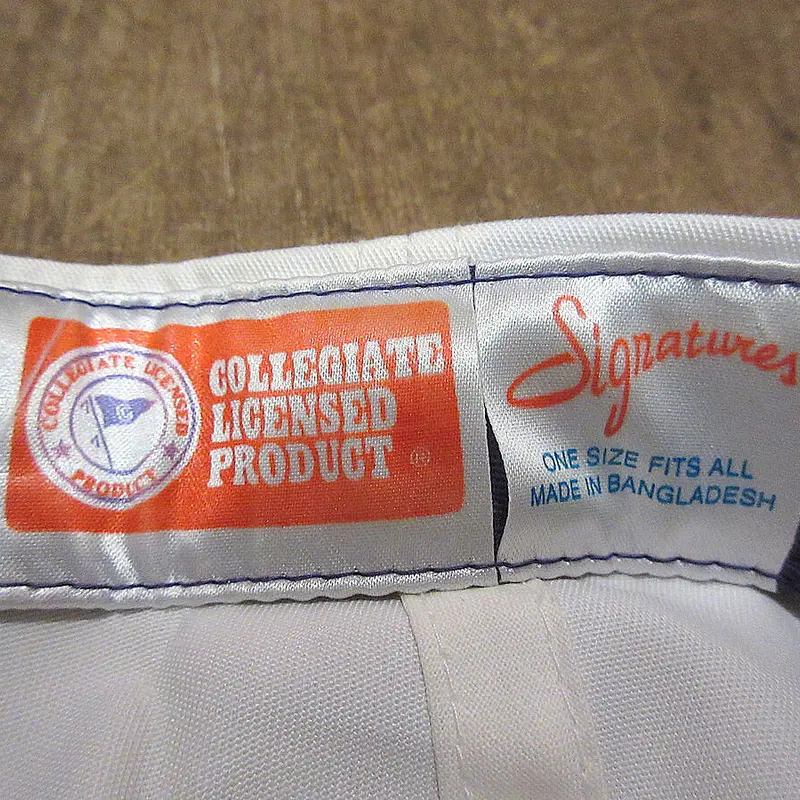 COLLEGIATE LICENSED
PRODUCT
COLLEGIATE
LICENSED
PRODUCT ®
Signatures
ONE SIZE FITS ALL
MADE IN BANGLADESH